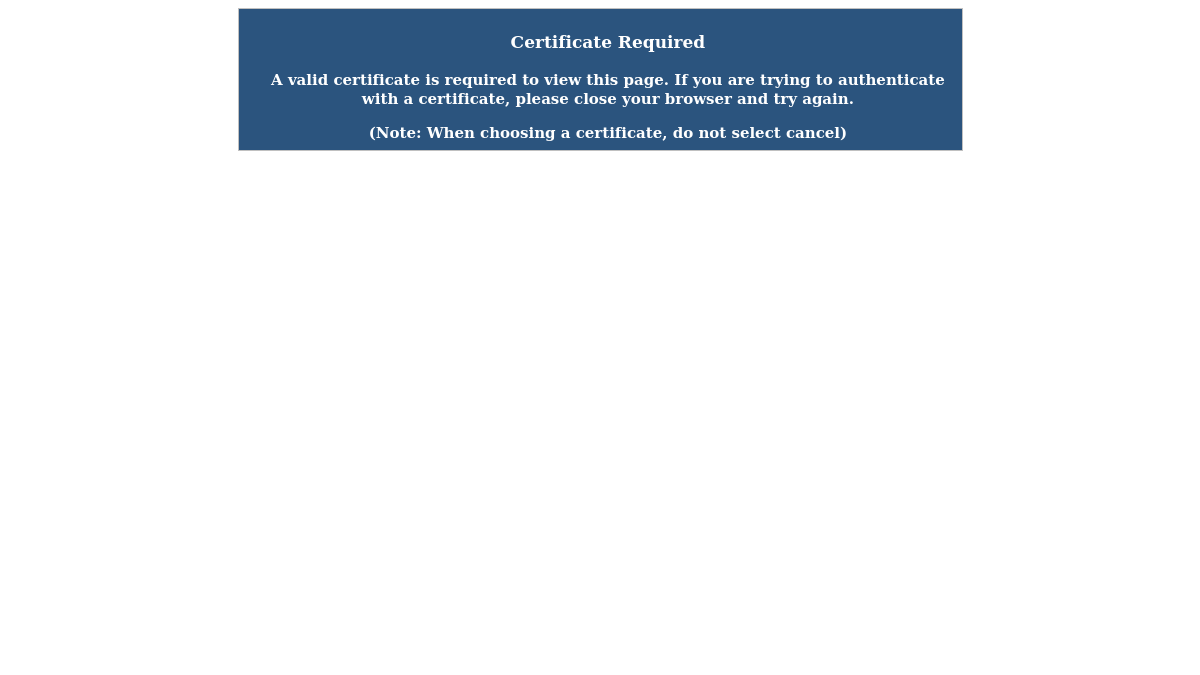 Certificate Required
A valid certificate is required to view this page. If you are trying to authenticate
with a certificate, please close your browser and try again.
(Note: When choosing a certificate, do not select cancel)